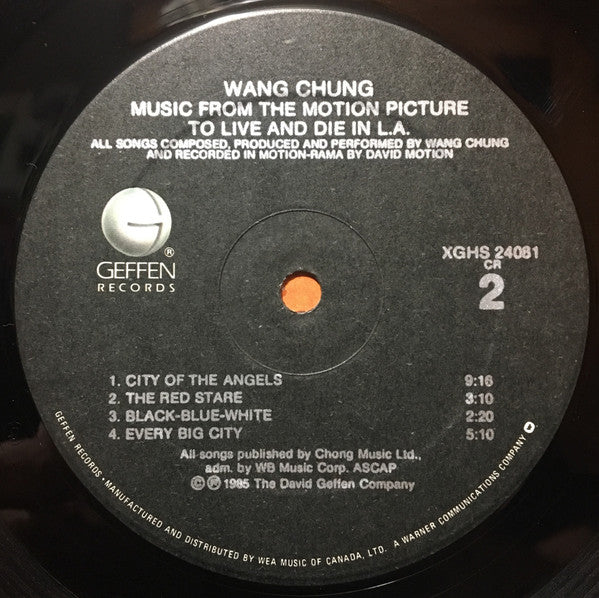 WANG CHUNG
MUSIC FROM THE MOTION PICTURE
TO LIVE AND DIE IN L.A.
ALL SONGS COMPOSED, PRODUCED AND PERFORMED BY WANG CHUNG
AND RECORDED IN MOTION-RAMA BY DAVID MOTION
G
®
GEFFEN
RECORDS
XGHS 24081
CR
2
1. CITY OF THE ANGELS 9:16
2. THE RED STARE 3:10
3. BLACK-BLUE-WHITE 2:20
4. EVERY BIG CITY 5:10
All songs published by Chong Music Ltd.,
adm. by WB Music Corp. ASCAP
© ℗ 1985 The David Geffen Company
GEFFEN RECORDS • MANUFACTURED AND DISTRIBUTED BY WEA MUSIC OF CANADA, LTD. A WARNER COMMUNICATIONS COMPANY